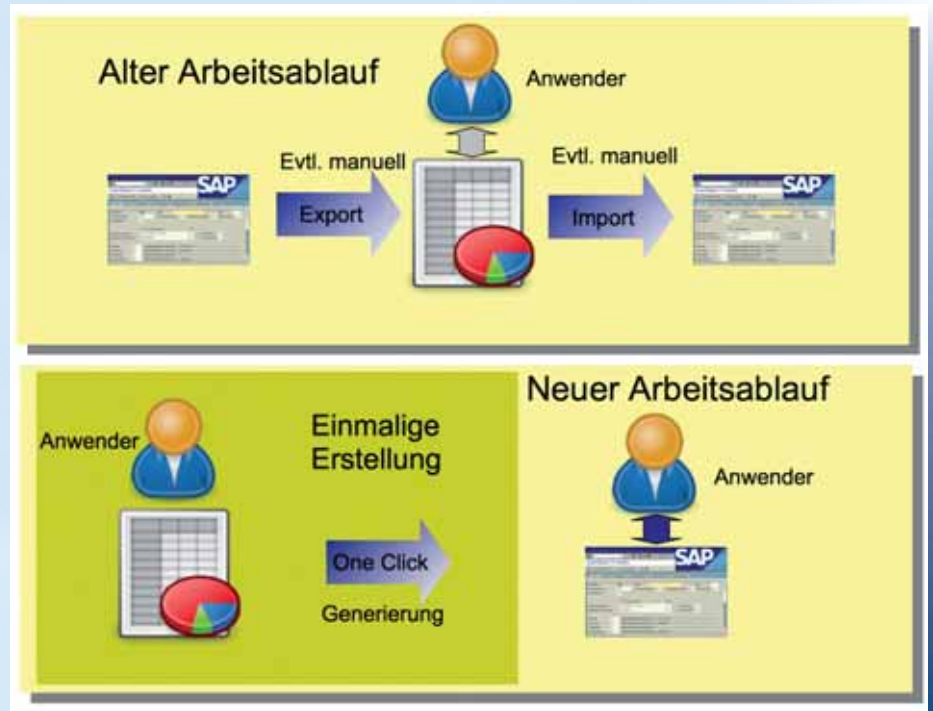 Alter Arbeitsablauf
Anwender
Evtl. manuell
Evtl. manuell
SAP
Export
Import
SAP
Neuer Arbeitsablauf
Anwender
Einmalige
Erstellung
Anwender
One Click
Generierung
SAP